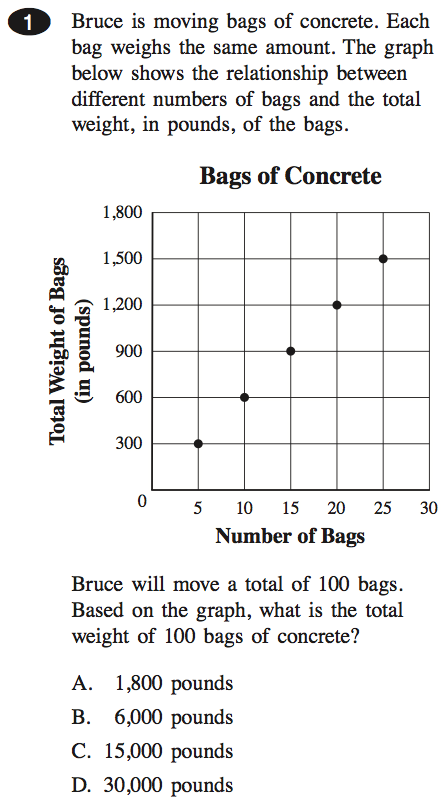 1 Bruce is moving bags of concrete. Each
bag weighs the same amount. The graph
below shows the relationship between
different numbers of bags and the total
weight, in pounds, of the bags.
Bags of Concrete
Total Weight of Bags
(in pounds)
1,800
1,500
1,200
900
600
300
0
5 10 15 20 25 30
Number of Bags
Bruce will move a total of 100 bags.
Based on the graph, what is the total
weight of 100 bags of concrete?
A. 1,800 pounds
B. 6,000 pounds
C. 15,000 pounds
D. 30,000 pounds